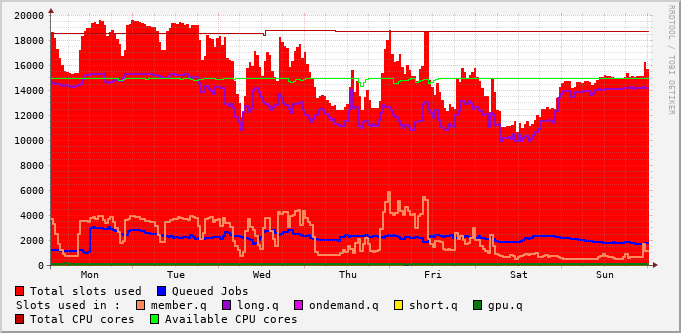 20000
18000
16000
14000
12000
10000
8000
6000
4000
2000
0
Mon Tue Wed Thu Fri Sat Sun
RRDTOOL / TOBI OETIKER
Total slots used Queued Jobs
Slots used in : member.q long.q ondemand.q short.q gpu.q
Total CPU cores Available CPU cores